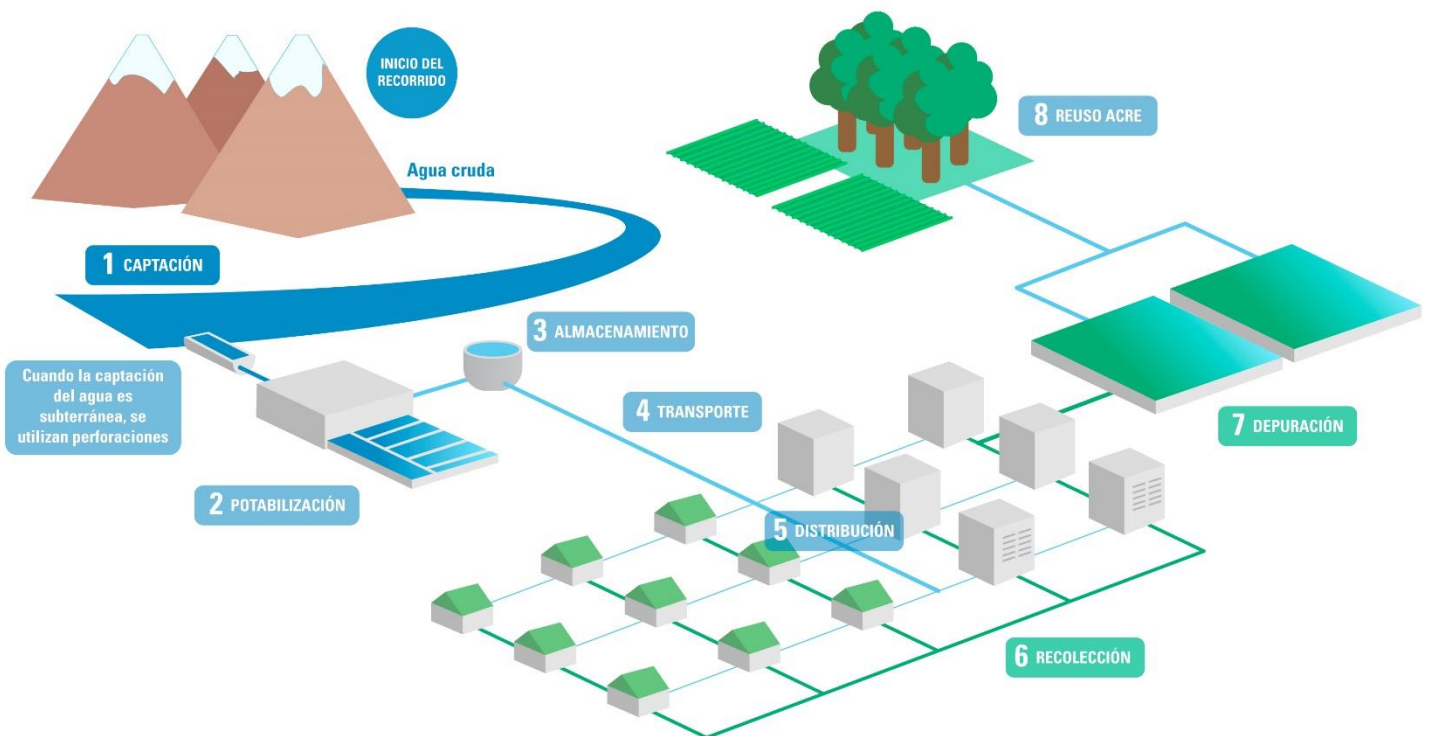 INICIO DEL
RECORRIDO
Agua cruda
1 CAPTACIÓN
Cuando la captación
del agua es
subterránea, se
utilizan perforaciones
2 POTABILIZACIÓN
3 ALMACENAMIENTO
4 TRANSPORTE
5 DISTRIBUCIÓN
6 RECOLECCIÓN
7 DEPURACIÓN
8 REUSO ACRE